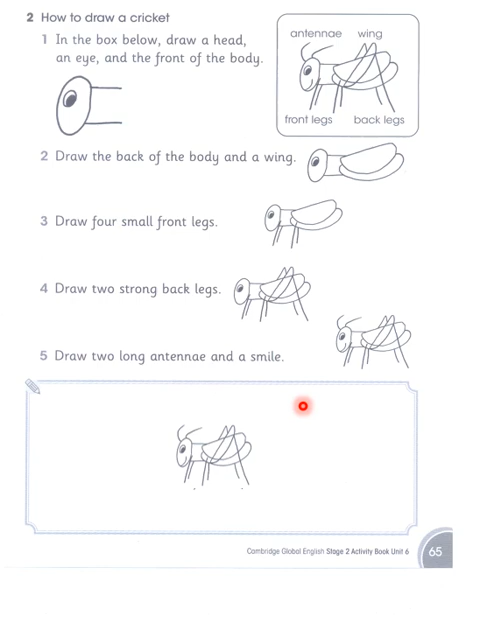 2 How to draw a cricket
1 In the box below, draw a head,
an eye, and the front of the body.
antennae wing
front legs back legs
2 Draw the back of the body and a wing.
3 Draw four small front legs.
4 Draw two strong back legs.
5 Draw two long antennae and a smile.
Cambridge Global English Stage 2 Activity Book Unit 6
65